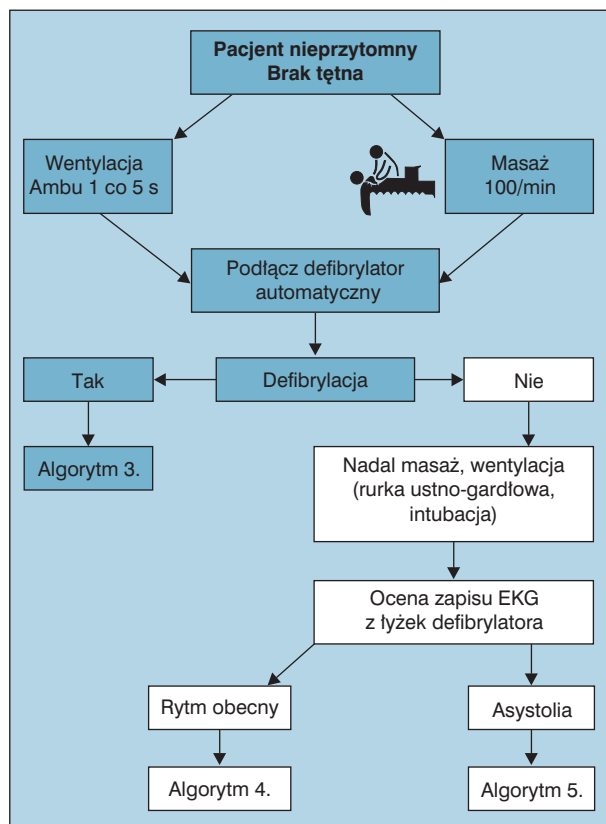 Pacjent nieprzytomny
Brak tętna
Wentylacja
Ambu 1 co 5 s
Masaż
100/min
Podłącz defibrylator
automatyczny
Tak
Defibrylacja
Nie
Algorytm 3.
Nadal masaż, wentylacja
(rurka ustno-gardłowa,
intubacja)
Ocena zapisu EKG
z łyżek defibrylatora
Rytm obecny
Asystolia
Algorytm 4.
Algorytm 5.